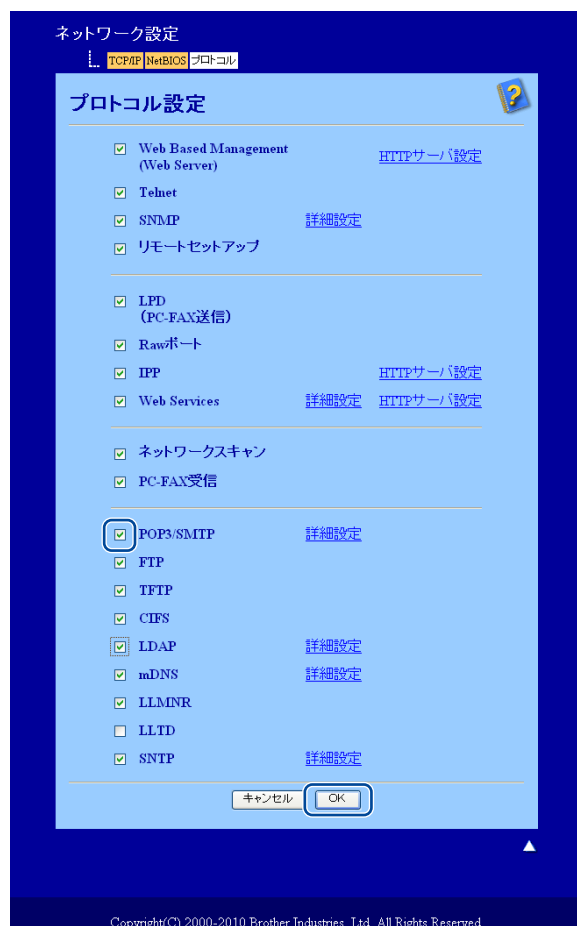 ネットワーク設定
TCP/IP NetBIOS プロトコル
プロトコル設定
Web Based Management
(Web Server) HTTPサーバ設定
Telnet
SNMP 詳細設定
リモートセットアップ
LPD
(PC-FAX送信)
Rawポート
IPP HTTPサーバ設定
Web Services 詳細設定 HTTPサーバ設定
ネットワークスキャン
PC-FAX受信
POP3/SMTP 詳細設定
FTP
TFTP
CIFS
LDAP 詳細設定
mDNS 詳細設定
LLMNR
LLTD
SNTP 詳細設定
キャンセル OK
Copyright(C) 2000-2010 Brother Industries, Ltd. All Rights Reserved.